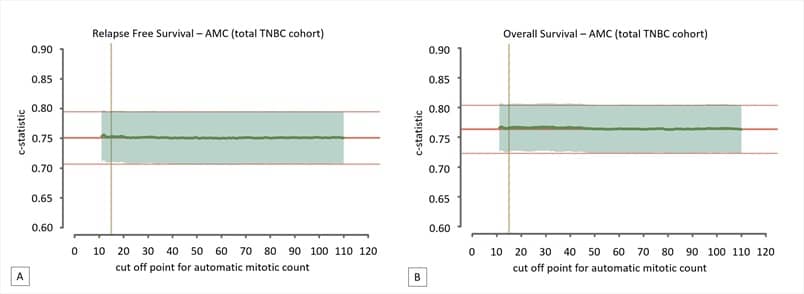 Relapse Free Survival – AMC (total TNBC cohort)
0.90
0.85
0.80
0.75
0.70
0.65
0.60
c-statistic
0 10 20 30 40 50 60 70 80 90 100 110 120
cut off point for automatic mitotic count
A
Overall Survival – AMC (total TNBC cohort)
0.90
0.85
0.80
0.75
0.70
0.65
0.60
c-statistic
0 10 20 30 40 50 60 70 80 90 100 110 120
cut off point for automatic mitotic count
B